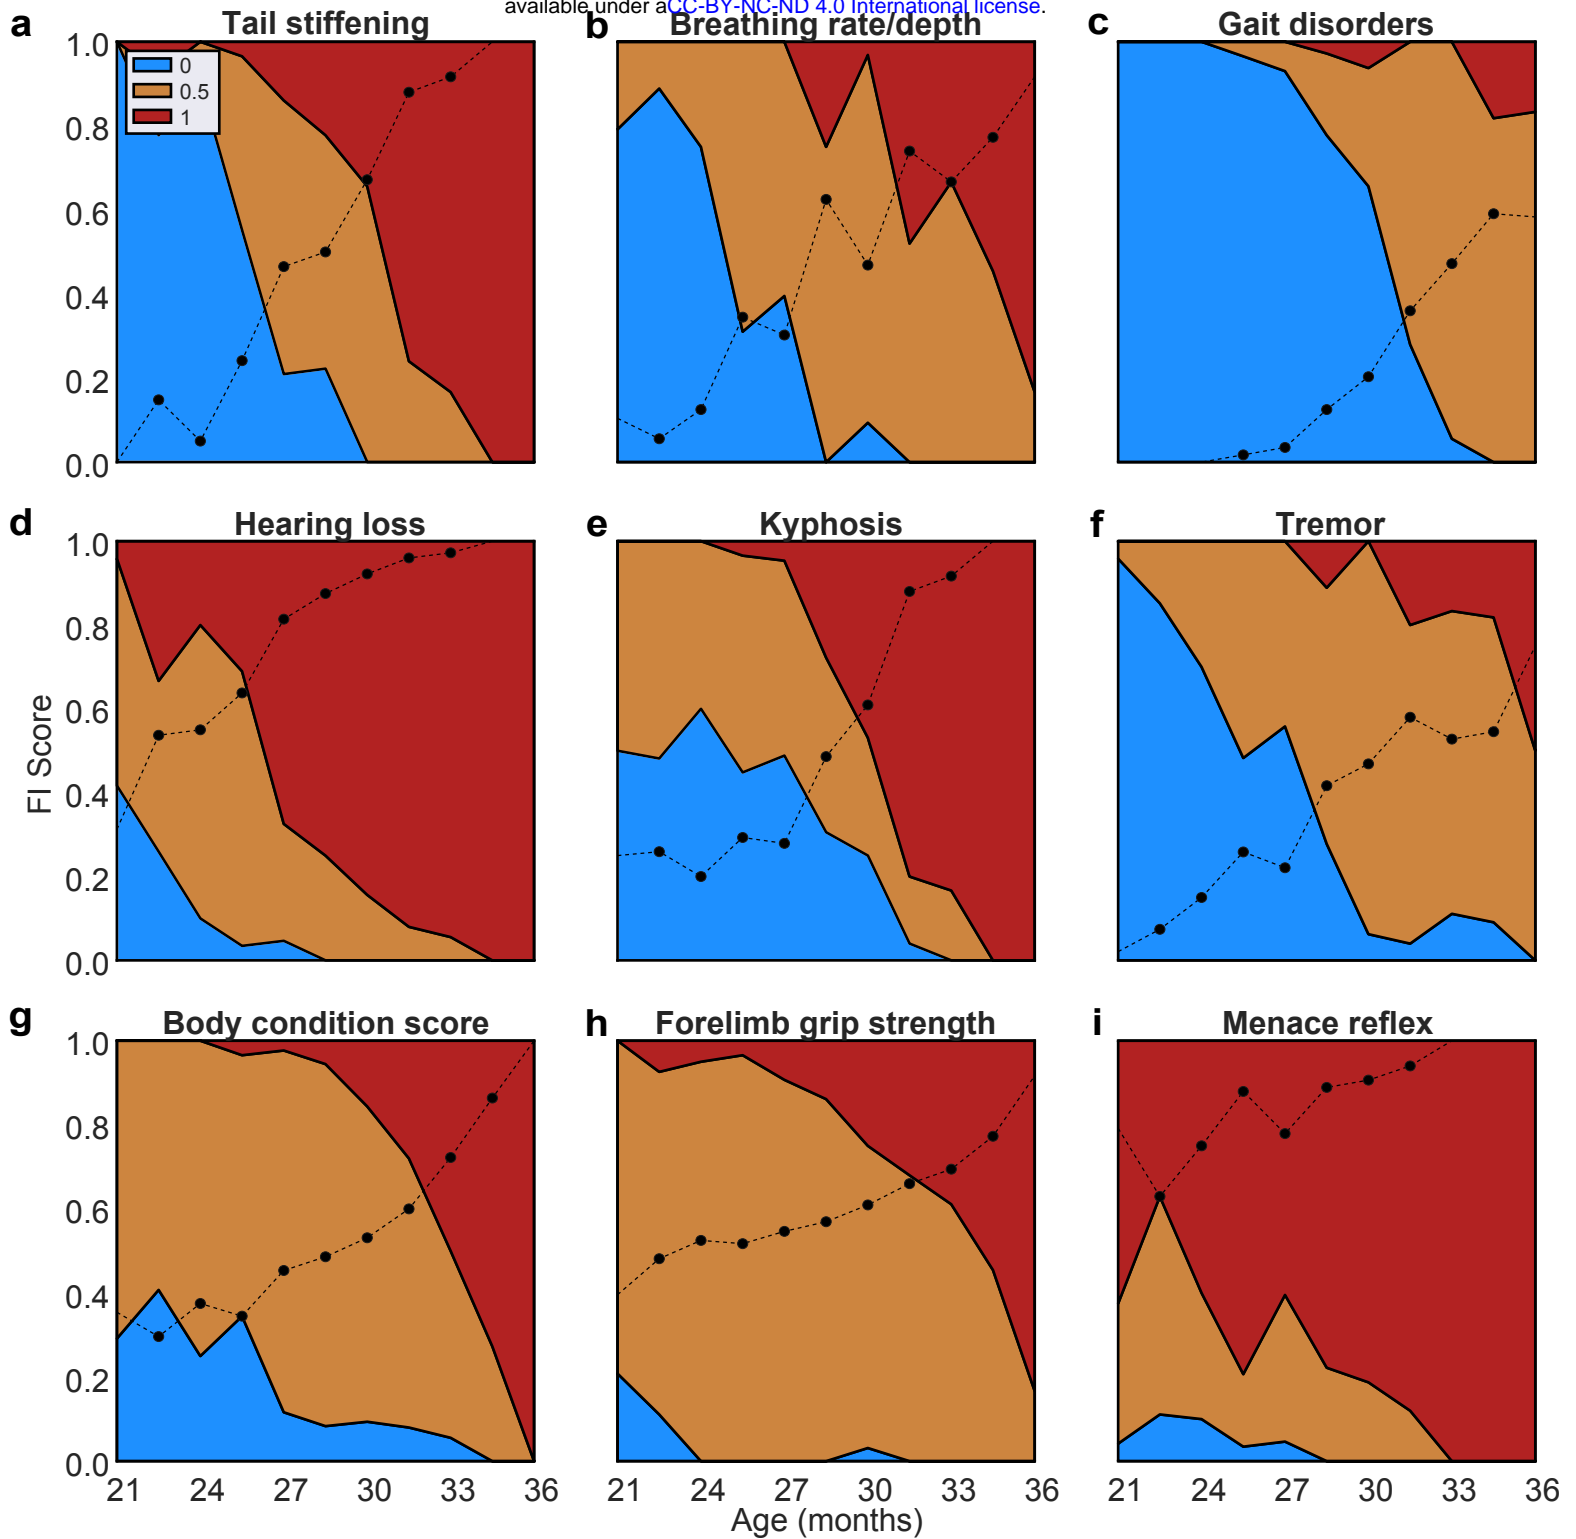 available under aCC-BY-NC-ND 4.0 International license.
a Tail stiffening
b Breathing rate/depth
c Gait disorders
1.0
0.8
0.6
0.4
0.2
0.0
0
0.5
1
d Hearing loss
e Kyphosis
f Tremor
1.0
0.8
0.6
0.4
0.2
0.0
FI Score
g Body condition score
h Forelimb grip strength
i Menace reflex
1.0
0.8
0.6
0.4
0.2
0.0
21 24 27 30 33 36
21 24 27 30 33 36
21 24 27 30 33 36
Age (months)